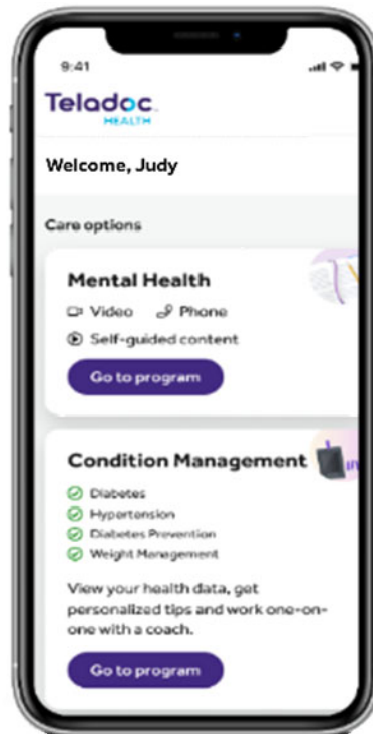 9:41
Teladoc
HEALTH
Welcome, Judy
Care options
Mental Health
Video Phone
Self-guided content
Go to program
Condition Management
Diabetes
Hypertension
Diabetes Prevention
Weight Management
View your health data, get
personalized tips and work one-on-
one with a coach.
Go to program